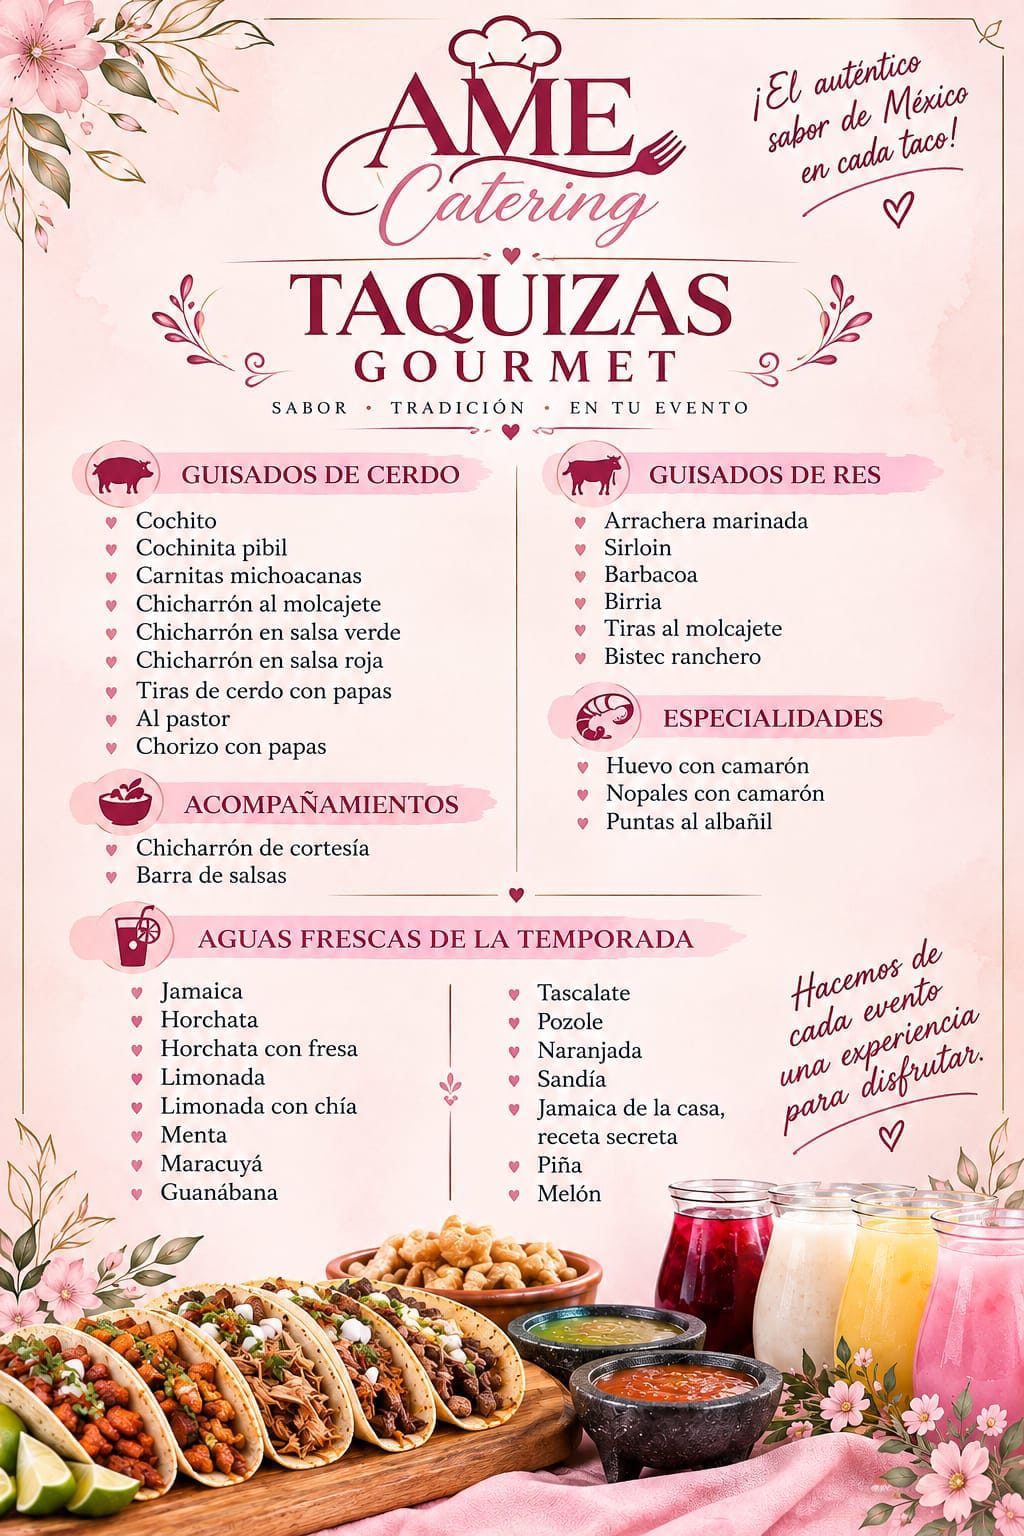 AME
Catering
¡El auténtico
sabor de México
en cada taco!
TAQUIZAS
GOURMET
SABOR • TRADICIÓN • EN TU EVENTO
GUISADOS DE CERDO
Cochito
Cochinita pibil
Carnitas michoacanas
Chicharrón al molcajete
Chicharrón en salsa verde
Chicharrón en salsa roja
Tiras de cerdo con papas
Al pastor
Chorizo con papas
ACOMPAÑAMIENTOS
Chicharrón de cortesía
Barra de salsas
GUISADOS DE RES
Arrachera marinada
Sirloin
Barbacoa
Birria
Tiras al molcajete
Bistec ranchero
ESPECIALIDADES
Huevo con camarón
Nopales con camarón
Puntas al albañil
AGUAS FRESCAS DE LA TEMPORADA
Jamaica
Horchata
Horchata con fresa
Limonada
Limonada con chía
Menta
Maracuyá
Guanábana
Tascalate
Pozole
Naranjada
Sandía
Jamaica de la casa,
receta secreta
Piña
Melón
Hacemos de
cada evento
una experiencia
para disfrutar.